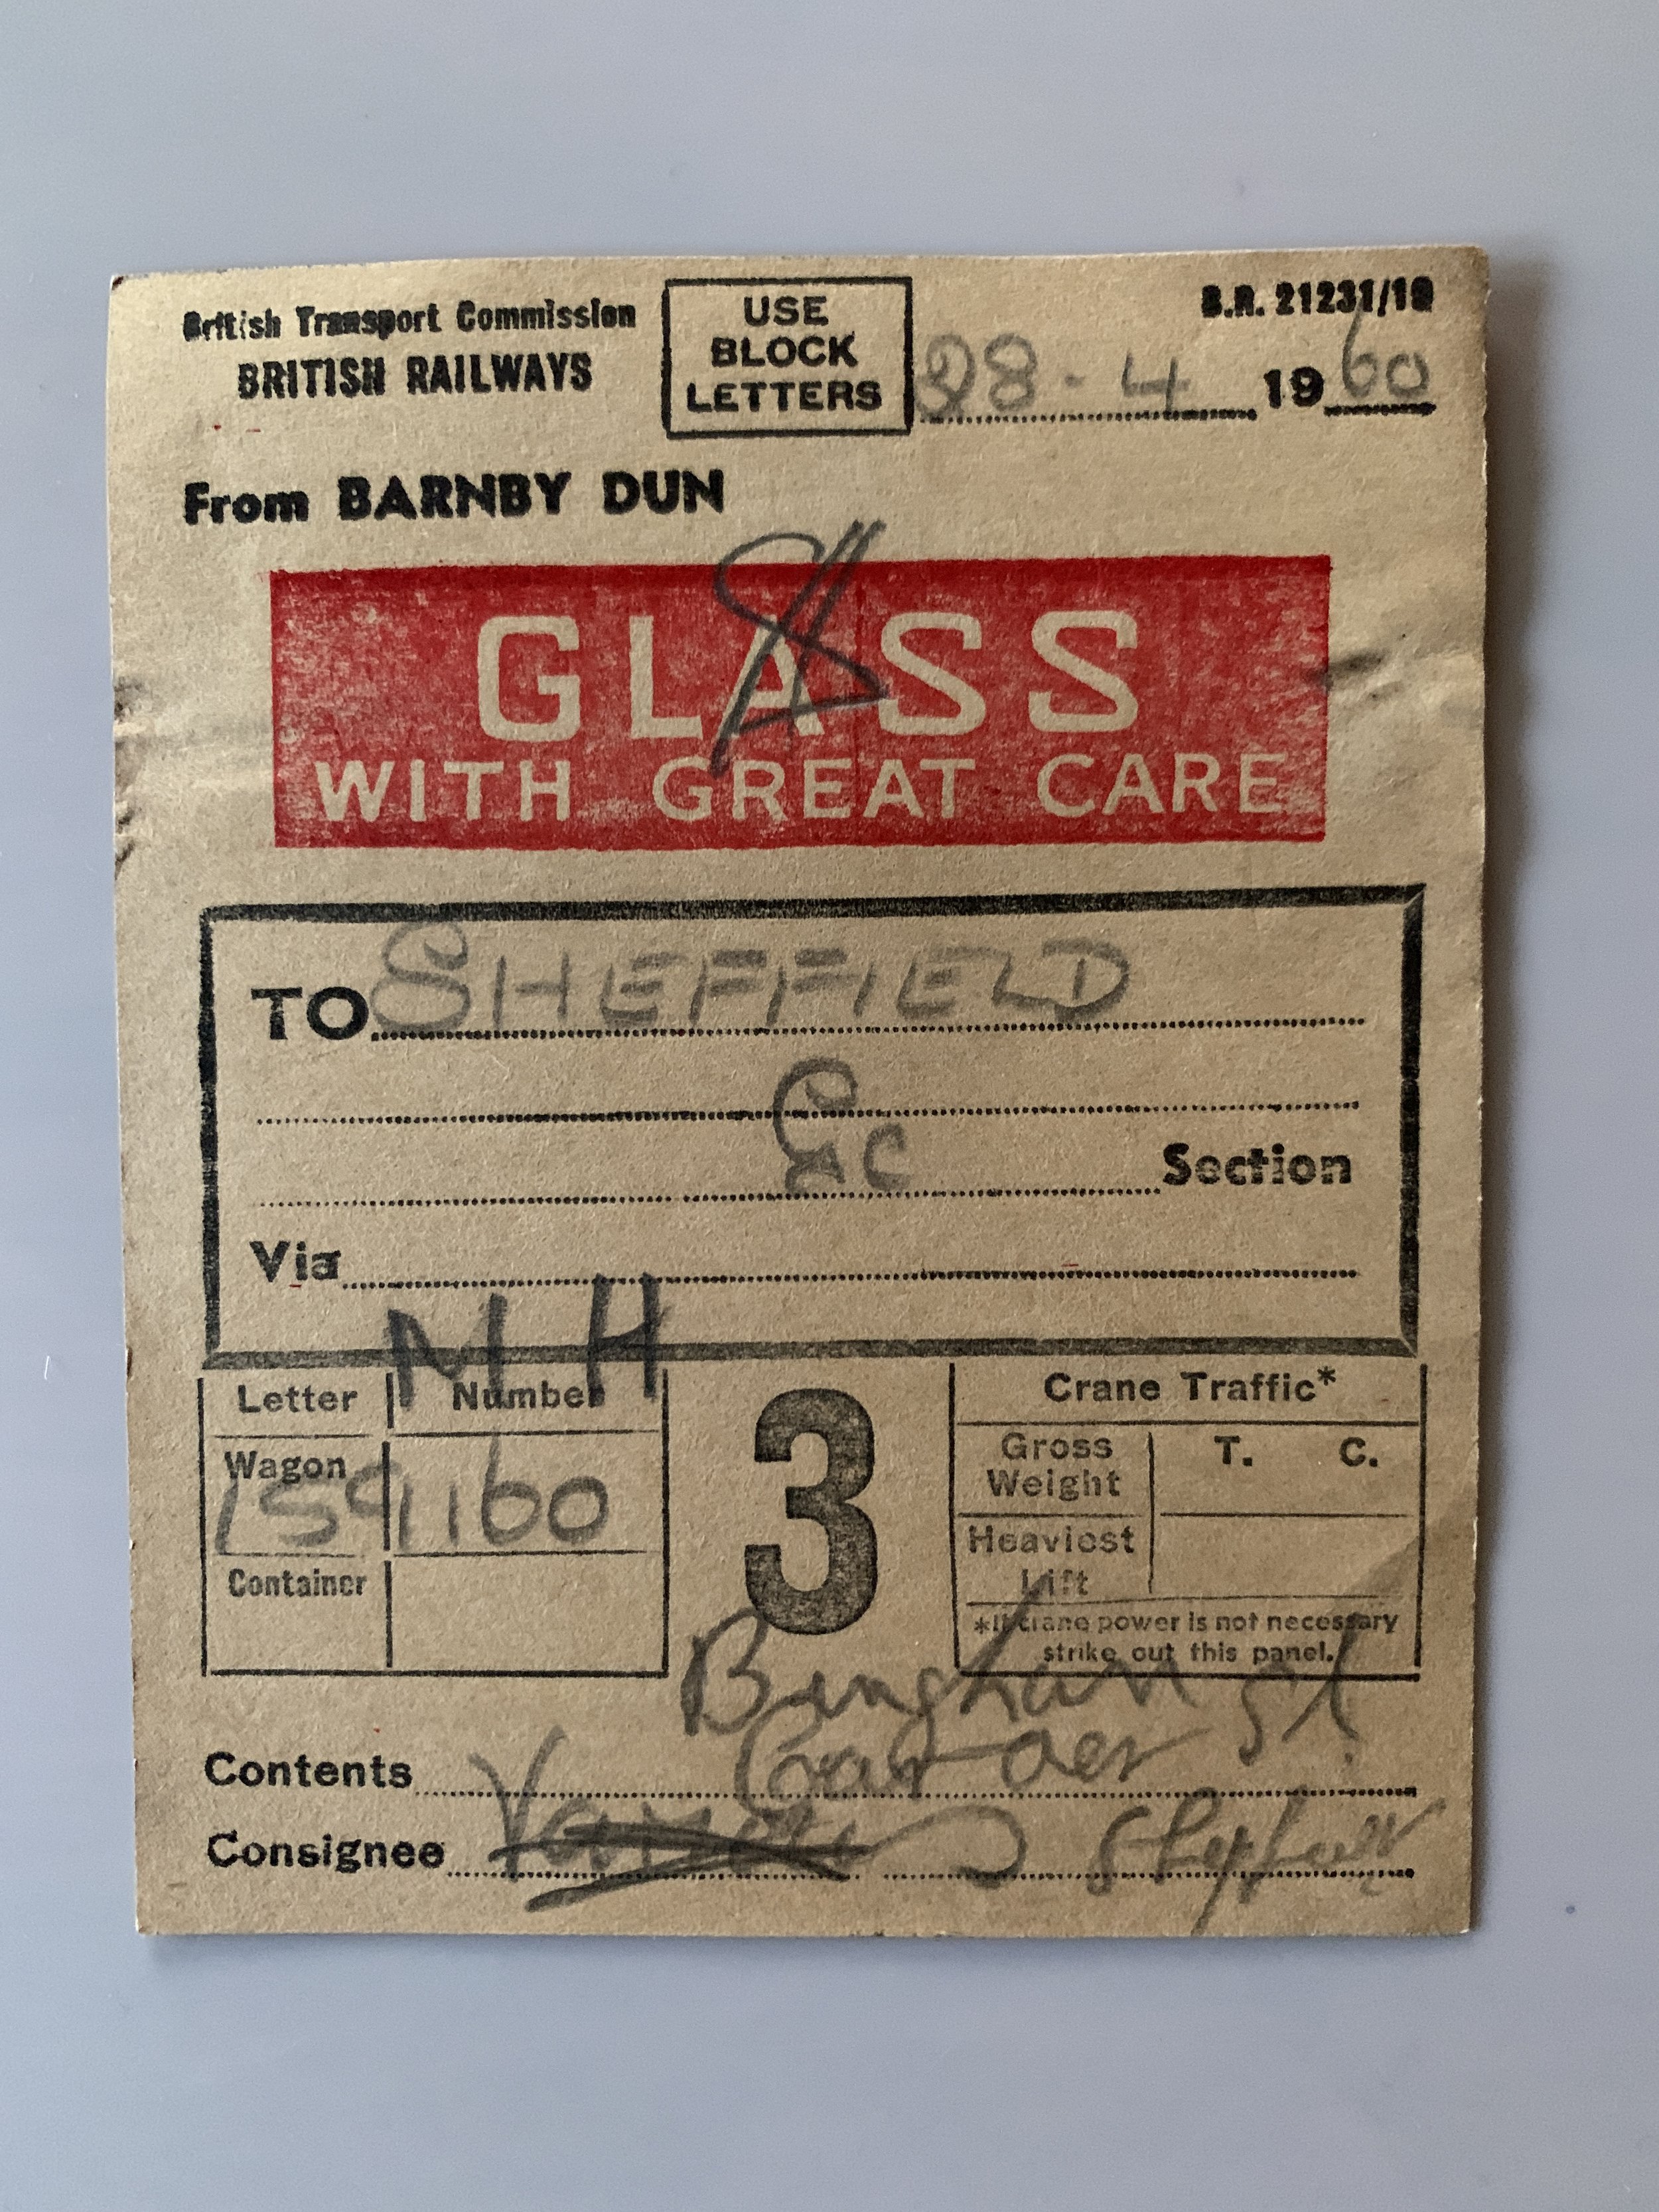 British Transport Commission
BRITISH RAILWAYS
USE
BLOCK
LETTERS
B.R. 21231/18
28-4 1960
From BARNBY DUN
GLASS
WITH GREAT CARE
TO SHEFFIELD
Section
Via
M H
Letter Number
Wagon
159160
Container
3
Crane Traffic*
Gross
Weight
T. C.
Heaviest
Lift
*If crane power is not necessary
strike out this panel.
Contents
Consignee